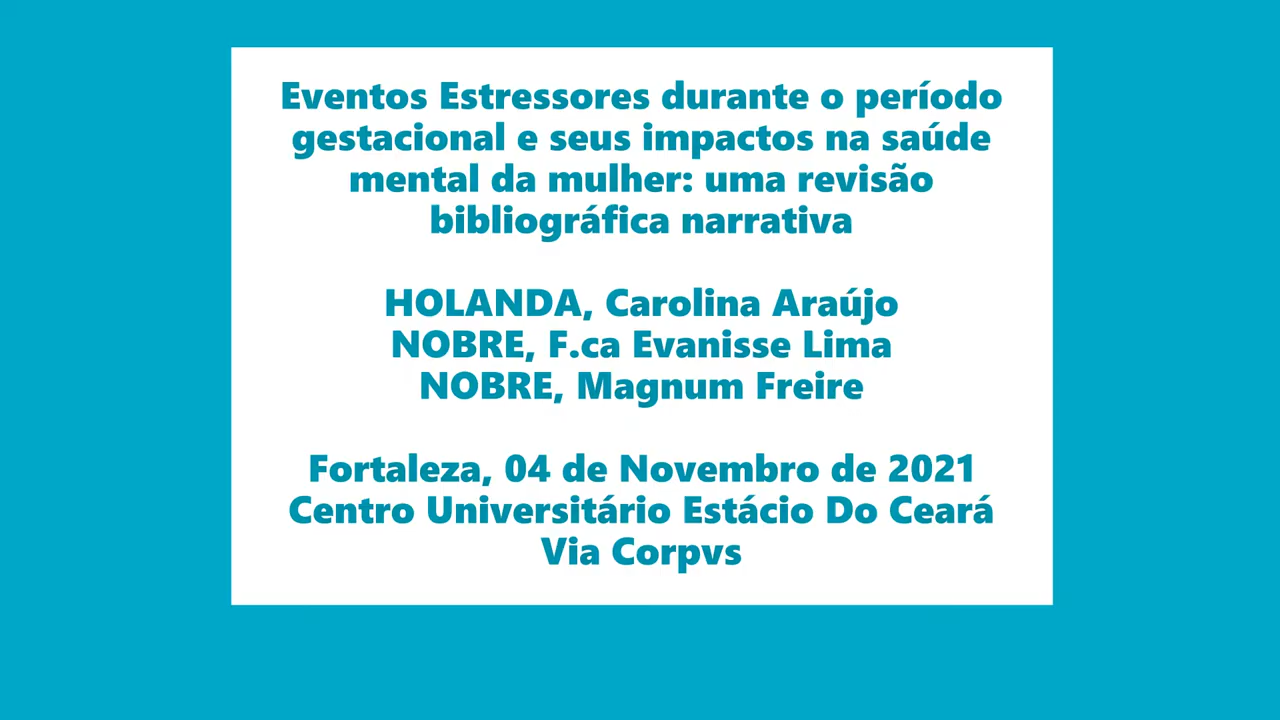 Eventos Estressores durante o período
gestacional e seus impactos na saúde
mental da mulher: uma revisão
bibliográfica narrativa
HOLANDA, Carolina Araújo
NOBRE, F.ca Evanisse Lima
NOBRE, Magnum Freire
Fortaleza, 04 de Novembro de 2021
Centro Universitário Estácio Do Ceará
Via Corpvs